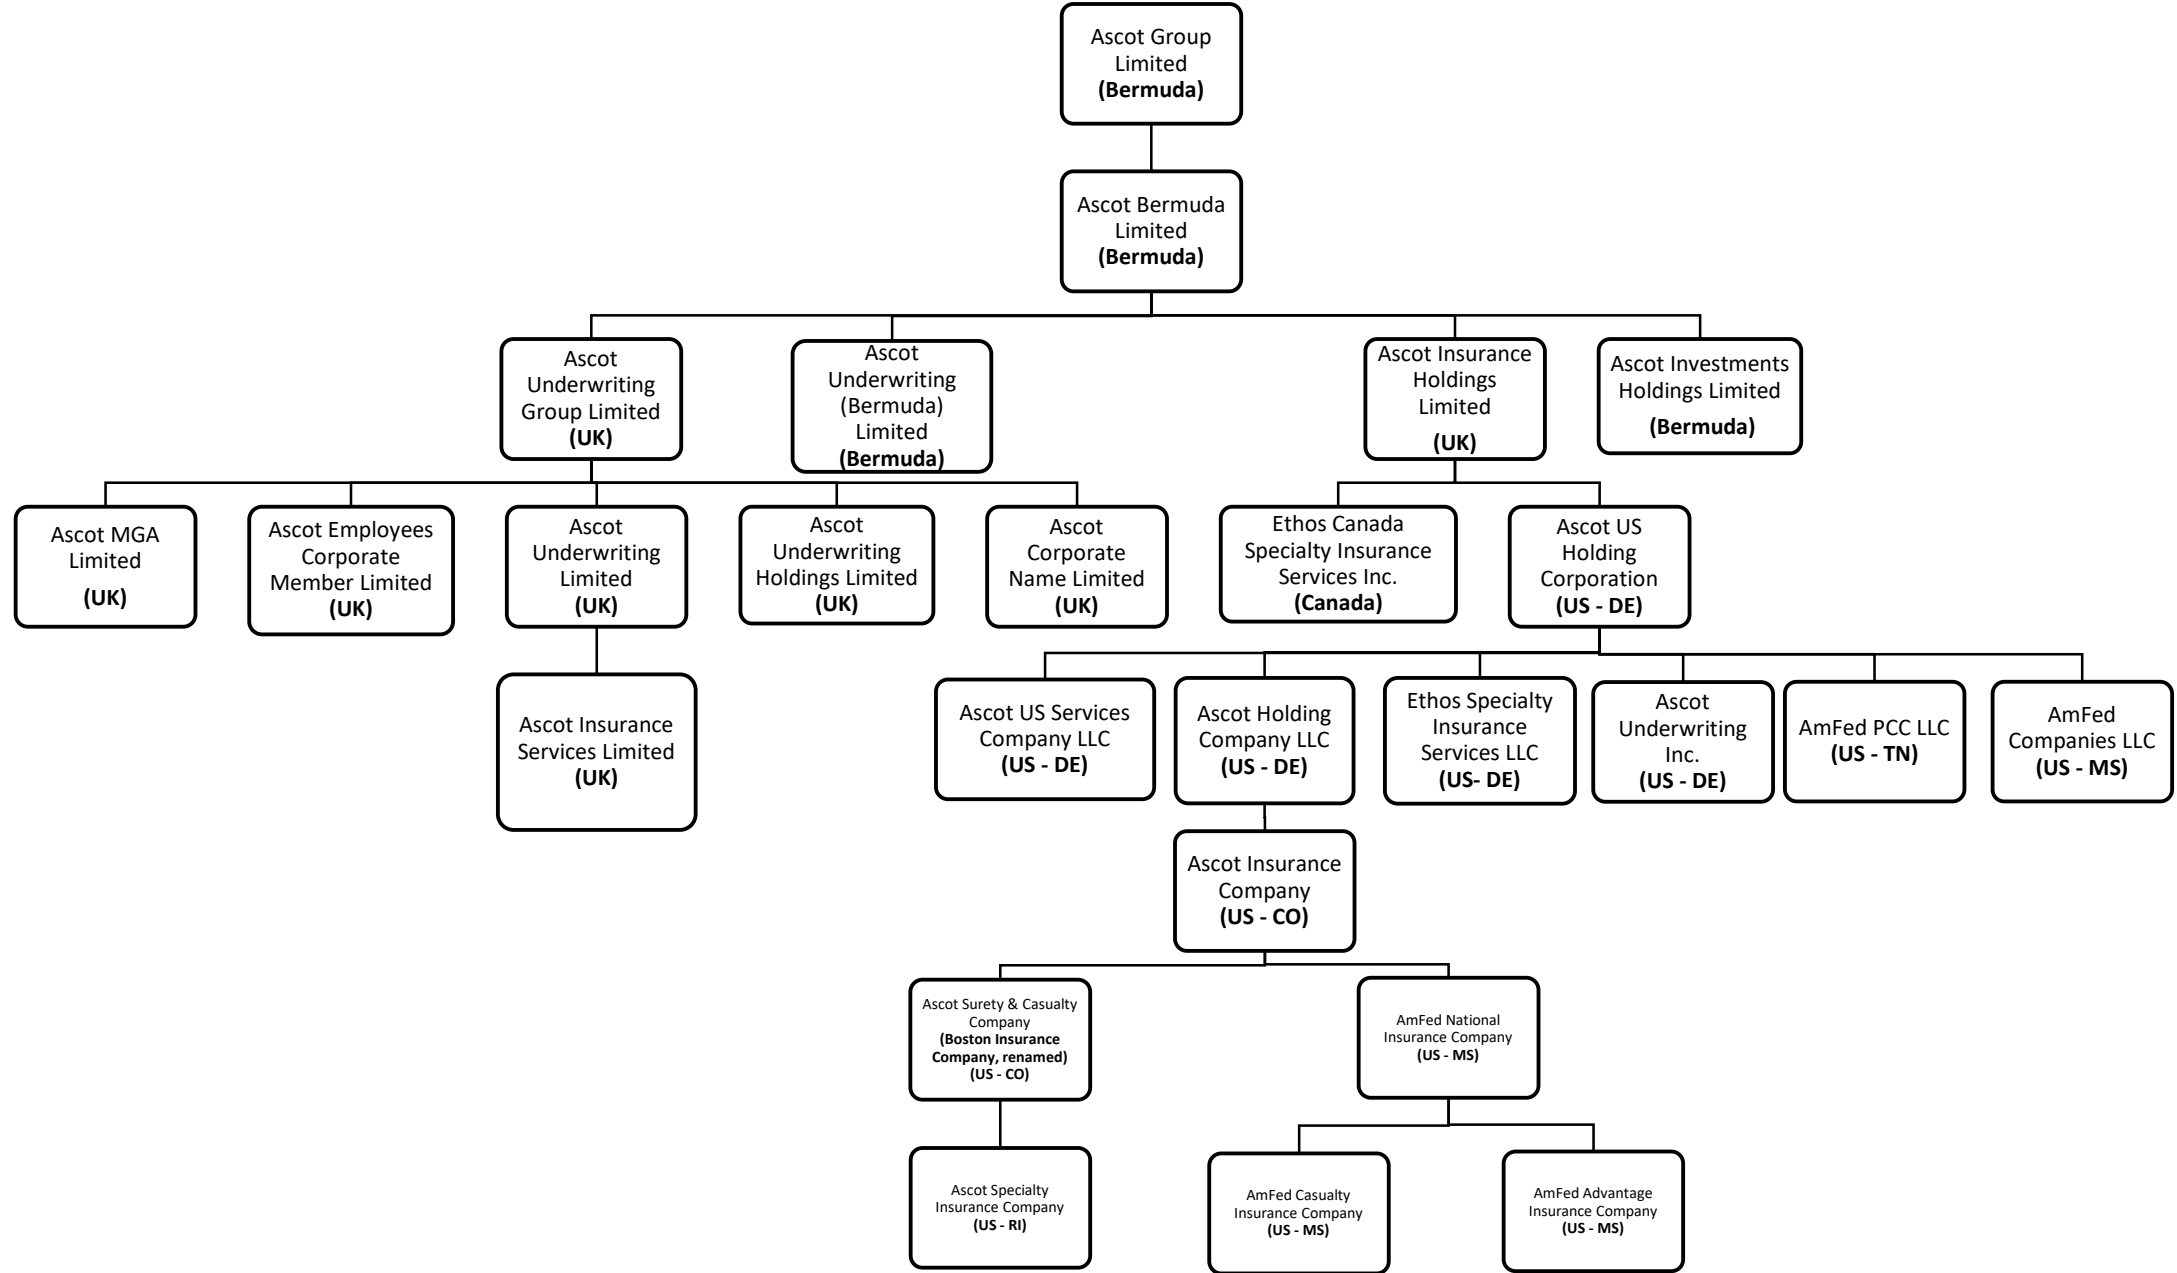 Ascot Group
Limited
(Bermuda)
Ascot Bermuda
Limited
(Bermuda)
Ascot
Underwriting
Group Limited
(UK)
Ascot
Underwriting
(Bermuda)
Limited
(Bermuda)
Ascot Insurance
Holdings
Limited
(UK)
Ascot Investments
Holdings Limited
(Bermuda)
Ascot MGA
Limited
(UK)
Ascot Employees
Corporate
Member Limited
(UK)
Ascot
Underwriting
Limited
(UK)
Ascot
Underwriting
Holdings Limited
(UK)
Ascot
Corporate
Name Limited
(UK)
Ethos Canada
Specialty Insurance
Services Inc.
(Canada)
Ascot US
Holding
Corporation
(US - DE)
Ascot Insurance
Services Limited
(UK)
Ascot US Services
Company LLC
(US - DE)
Ascot Holding
Company LLC
(US - DE)
Ethos Specialty
Insurance
Services LLC
(US- DE)
Ascot
Underwriting
Inc.
(US - DE)
AmFed PCC LLC
(US - TN)
AmFed
Companies LLC
(US - MS)
Ascot Insurance
Company
(US - CO)
Ascot Surety & Casualty
Company
(Boston Insurance
Company, renamed)
(US - CO)
AmFed National
Insurance Company
(US - MS)
Ascot Specialty
Insurance Company
(US - RI)
AmFed Casualty
Insurance Company
(US - MS)
AmFed Advantage
Insurance Company
(US - MS)